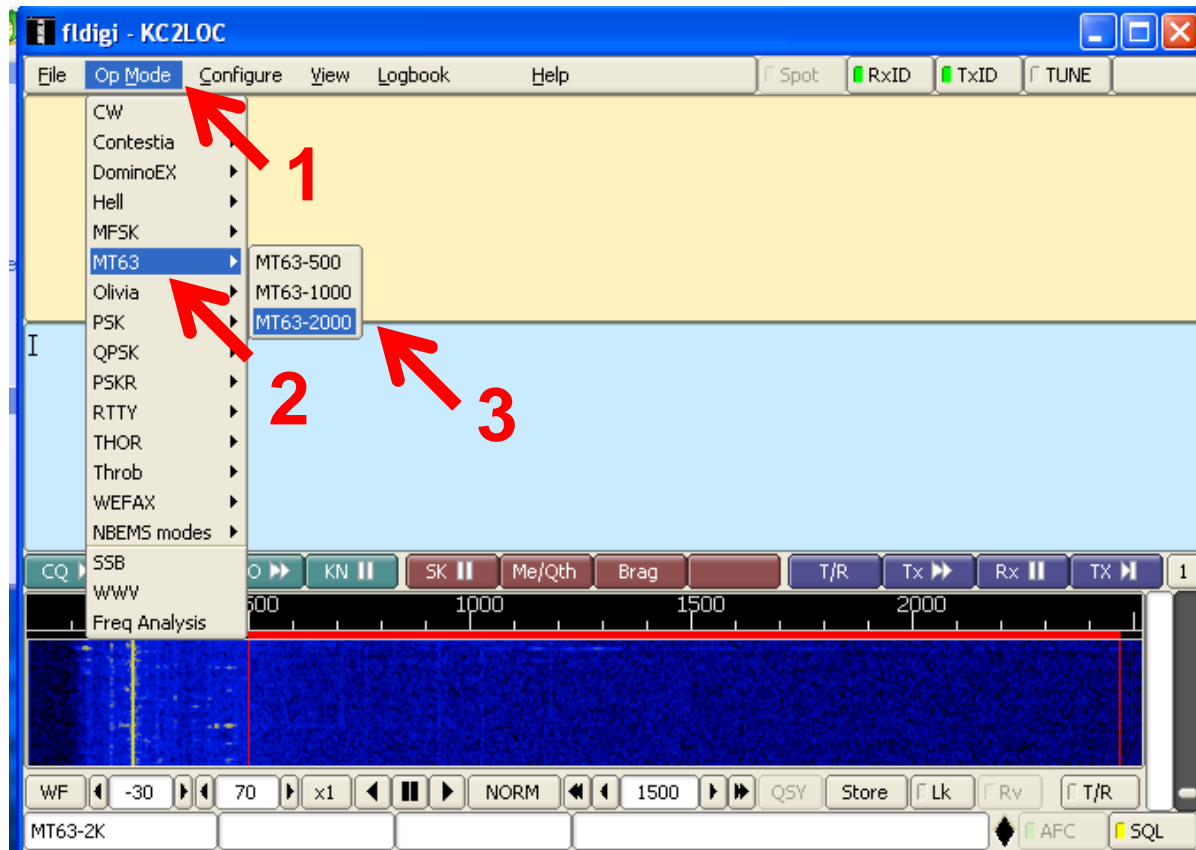 fldigi - KC2LOC
File Op Mode Configure View Logbook Help Spot RxID TxID TUNE
CW
Contestia
1
DominoEX
Hell
MFSK
MT63 MT63-500
Olivia MT63-1000
PSK MT63-2000
QPSK
PSKR
2
3
RTTY
THOR
Throb
WEFAX
NBEMS modes
SSB
WWV
Freq Analysis
CQ O KN SK Me/Qth Brag T/R Tx Rx TX 1
500 1000 1500 2000
WF -30 70 x1 NORM 1500 QSY Store Lk Rv T/R
MT63-2K AFC SQL